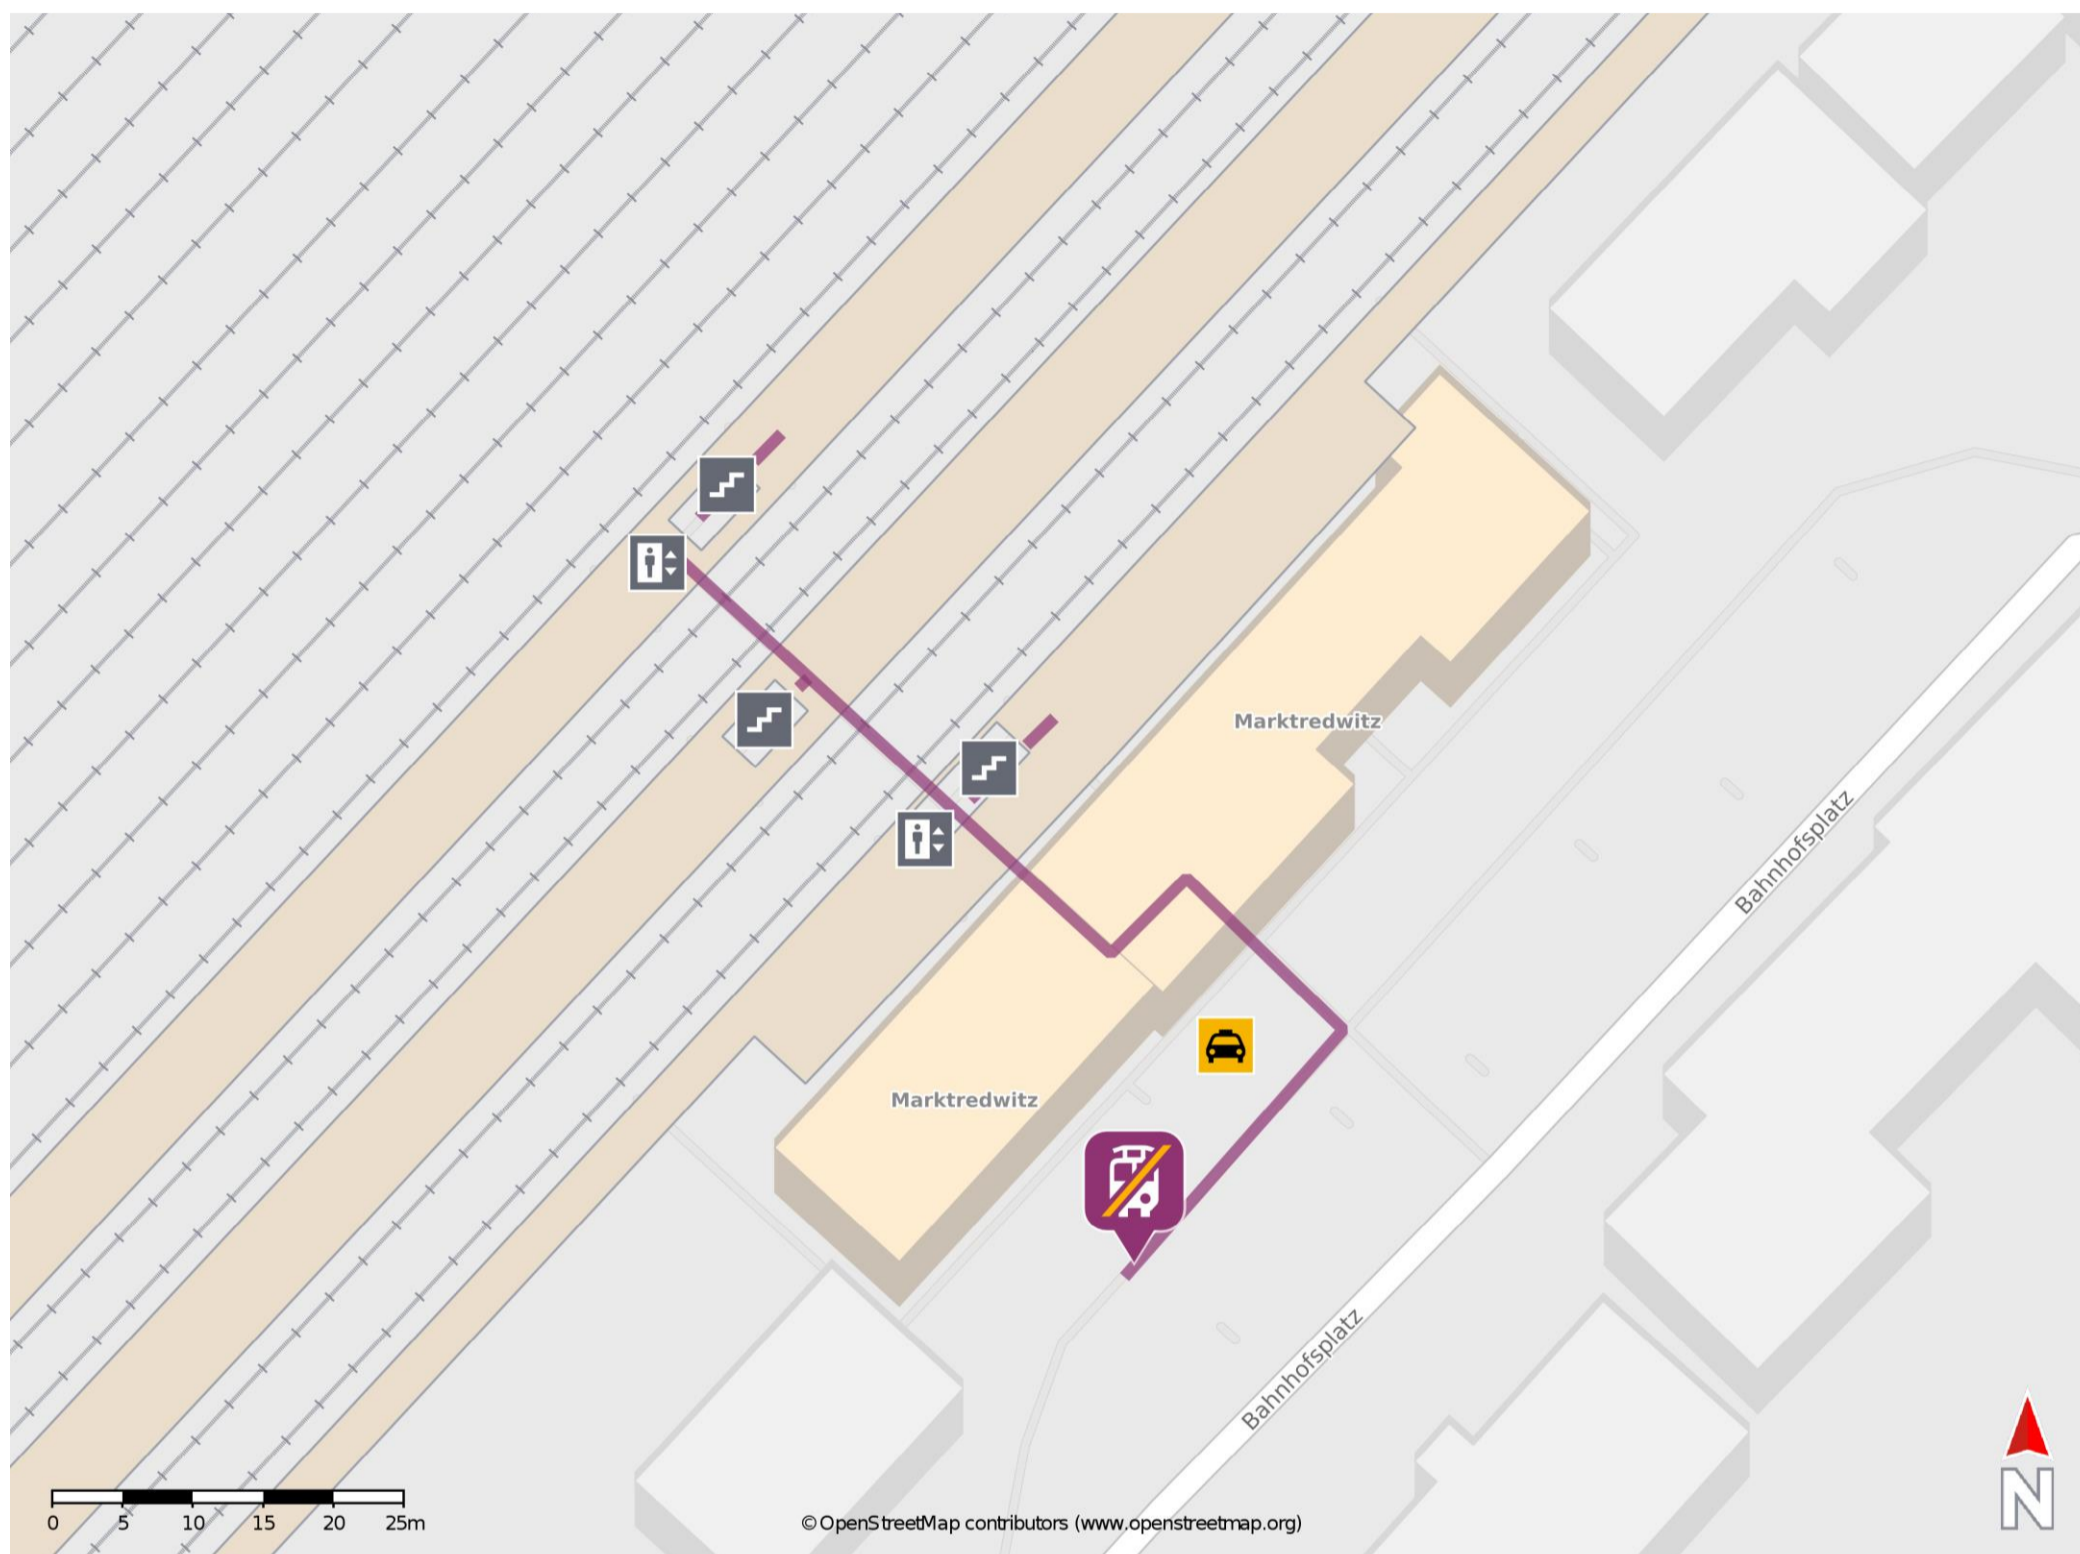 Marktredwitz
Bahnhofsplatz
Marktredwitz
Bahnhofsplatz
0 5 10 15 20 25m
© OpenStreetMap contributors (www.openstreetmap.org)
N